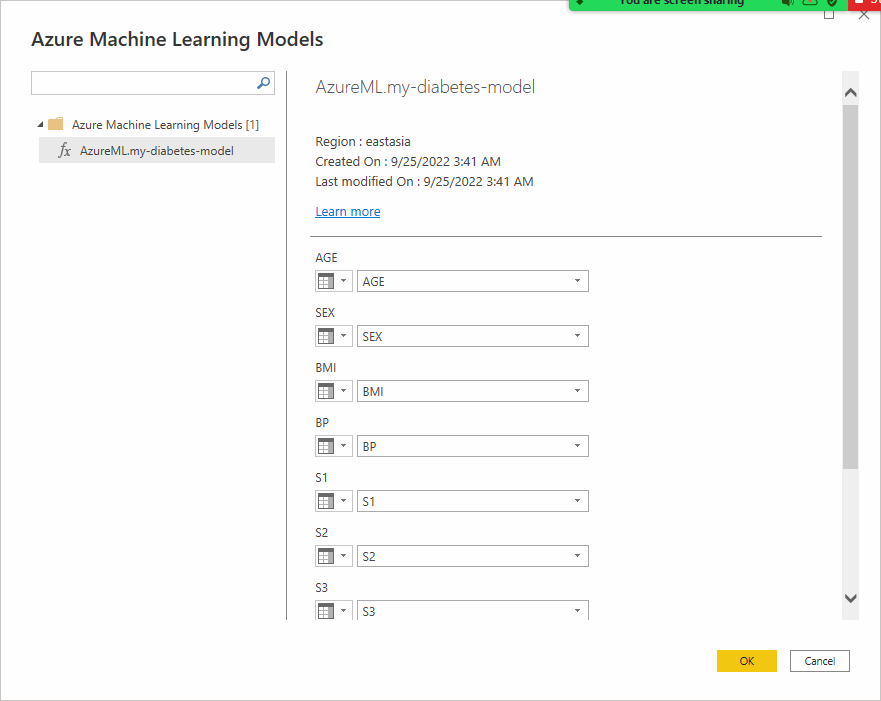 You are screen sharing
Azure Machine Learning Models
Azure Machine Learning Models [1]
fx AzureML.my-diabetes-model
AzureML.my-diabetes-model
Region : eastasia
Created On : 9/25/2022 3:41 AM
Last modified On : 9/25/2022 3:41 AM
Learn more
AGE
AGE
SEX
SEX
BMI
BMI
BP
BP
S1
S1
S2
S2
S3
S3
OK
Cancel